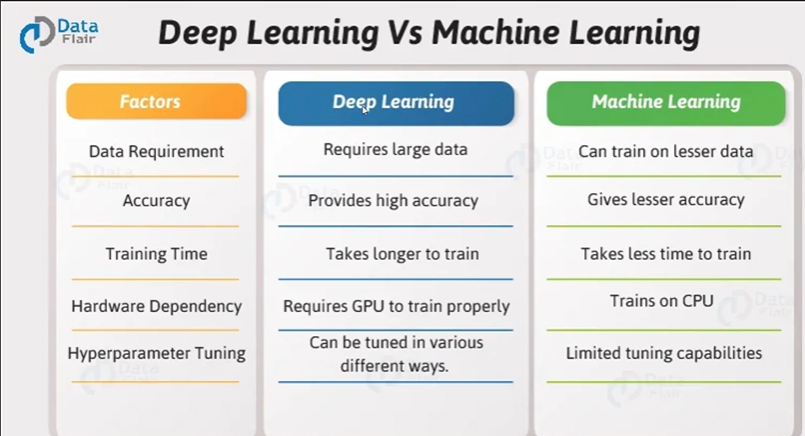 Data
Flair
Deep Learning Vs Machine Learning
Factors
Deep Learning
Machine Learning
Data Requirement
Requires large data
Can train on lesser data
Accuracy
Provides high accuracy
Gives lesser accuracy
Training Time
Takes longer to train
Takes less time to train
Hardware Dependency
Requires GPU to train properly
Trains on CPU
Hyperparameter Tuning
Can be tuned in various
different ways.
Limited tuning capabilities